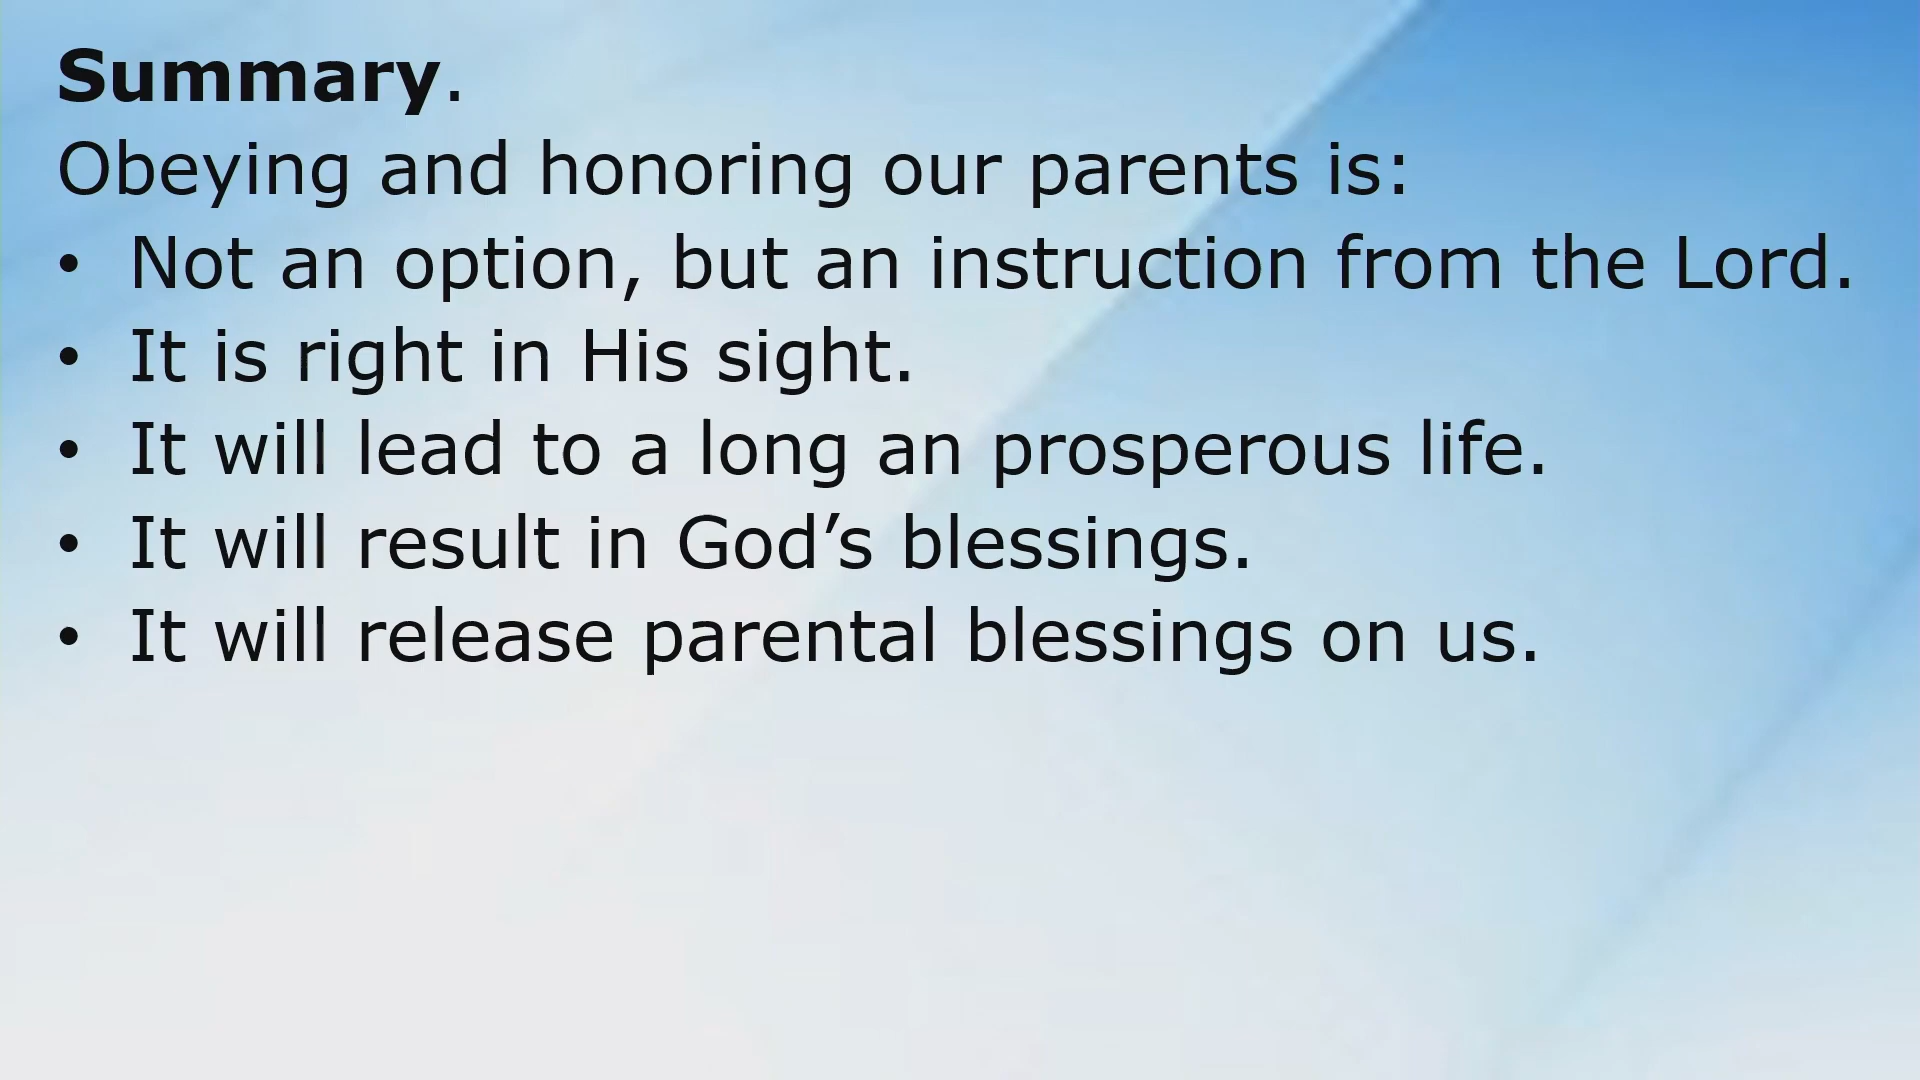 Summary.
Obeying and honoring our parents is:
• Not an option, but an instruction from the Lord.
• It is right in His sight.
• It will lead to a long an prosperous life.
• It will result in God’s blessings.
• It will release parental blessings on us.